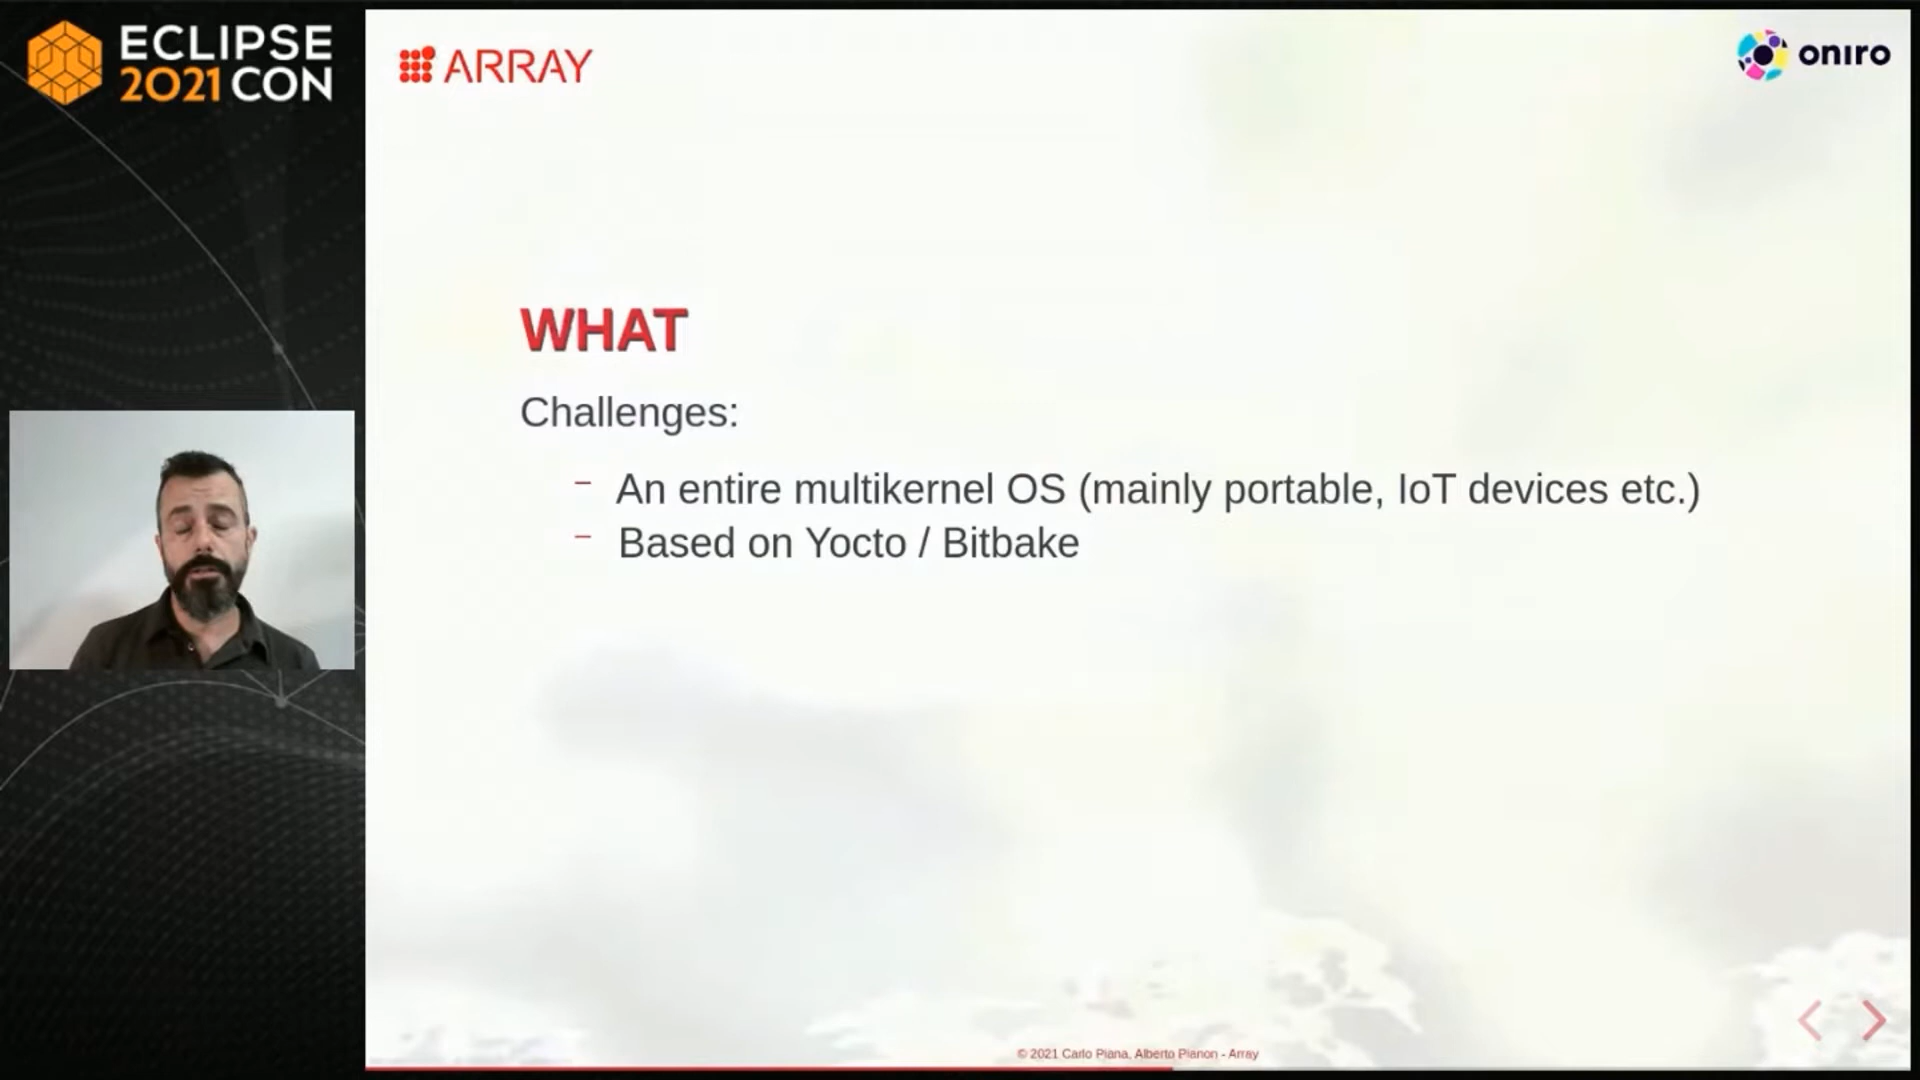 ECLIPSE
2021 CON
ARRAY
oniro
WHAT
Challenges:
– An entire multikernel OS (mainly portable, IoT devices etc.)
– Based on Yocto / Bitbake
© 2021 Carlo Piana, Alberto Pianon - Array